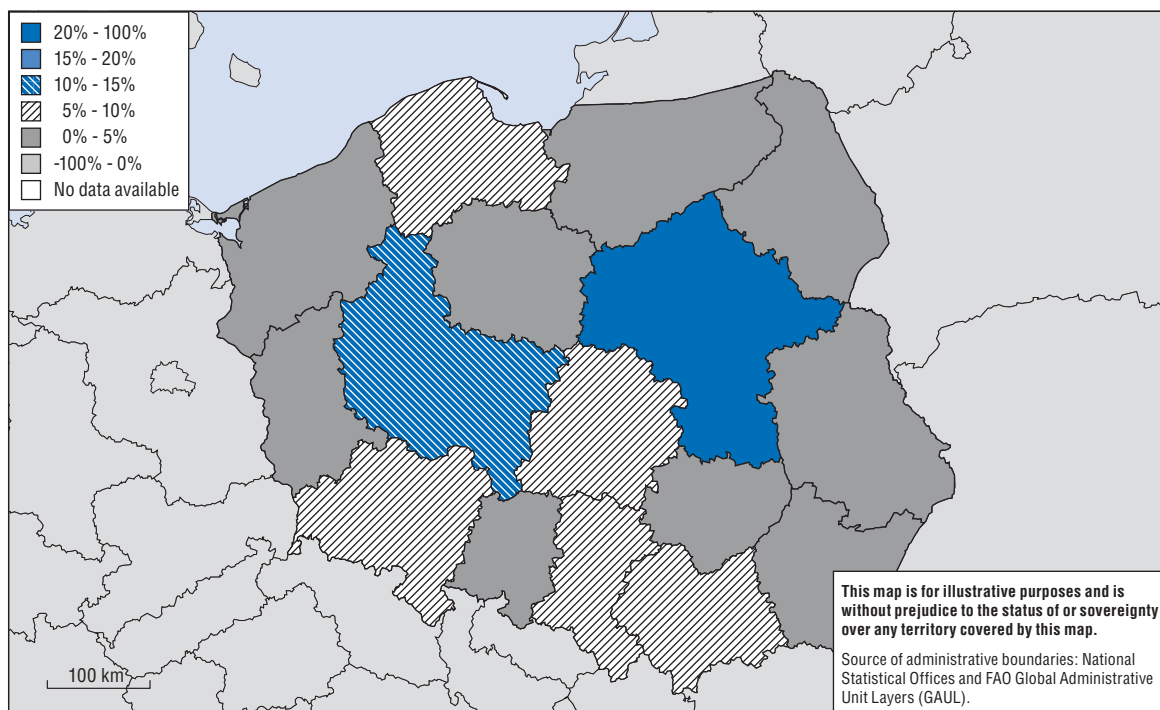 20% - 100%
15% - 20%
10% - 15%
5% - 10%
0% - 5%
-100% - 0%
No data available
100 km
This map is for illustrative purposes and is
without prejudice to the status of or sovereignty
over any territory covered by this map.
Source of administrative boundaries: National
Statistical Offices and FAO Global Administrative
Unit Layers (GAUL).